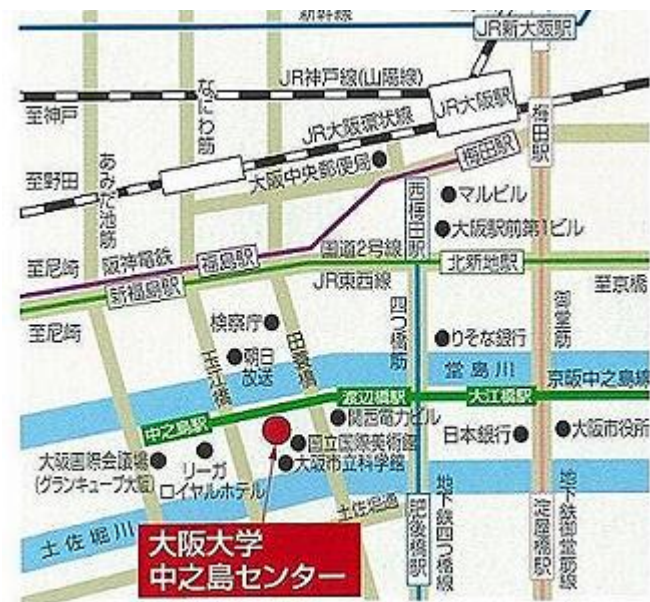 新幹線
JR新大阪駅
JR神戸線(山陽線)
JR大阪駅
至神戸
なにわ筋
JR大阪環状線
梅田駅
梅田駅
至野田
あみだ池筋
大阪中央郵便局
西梅田駅
マルビル
大阪駅前第1ビル
至尼崎
阪神電鉄
福島駅
国道2号線
北新地駅
新福島駅
JR東西線
至京橋
至尼崎
検察庁
朝日
放送
玉江橋
田蓑橋
四つ橋筋
りそな銀行
御堂筋
堂島川
京阪中之島線
渡辺橋駅
大江橋駅
中之島駅
関西電力ビル
国立国際美術館
大阪市立科学館
日本銀行
大阪市役所
大阪国際会議場
(グランキューブ大阪)
リーガ
ロイヤルホテル
土佐堀川
土佐堀通
肥後橋駅
地下鉄四つ橋線
淀屋橋駅
地下鉄御堂筋線
大阪大学
中之島センター